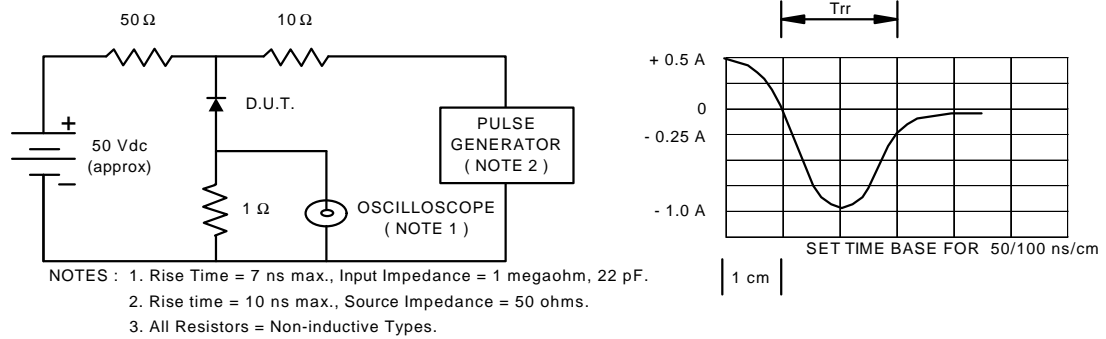 50 Ω
10 Ω
D.U.T.
+
50 Vdc
(approx)
−
1 Ω
PULSE
GENERATOR
( NOTE 2 )
OSCILLOSCOPE
( NOTE 1 )
NOTES : 1. Rise Time = 7 ns max., Input Impedance = 1 megaohm, 22 pF.
2. Rise time = 10 ns max., Source Impedance = 50 ohms.
3. All Resistors = Non-inductive Types.
Trr
+ 0.5 A
0
- 0.25 A
- 1.0 A
SET TIME BASE FOR 50/100 ns/cm
1 cm